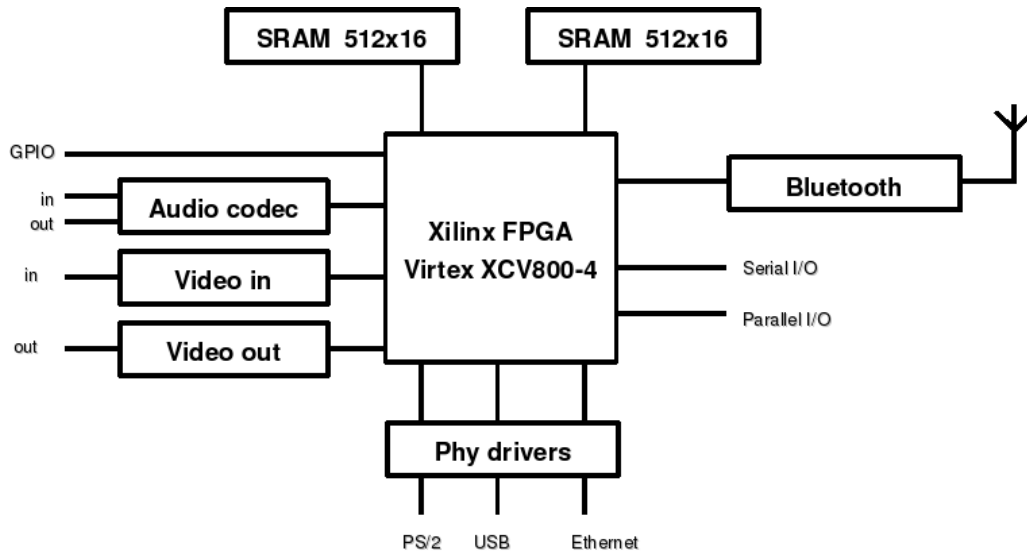 SRAM 512x16
SRAM 512x16
GPIO
in
out
Audio codec
Xilinx FPGA
Virtex XCV800-4
Bluetooth
in
Video in
Serial I/O
Parallel I/O
out
Video out
Phy drivers
PS/2
USB
Ethernet